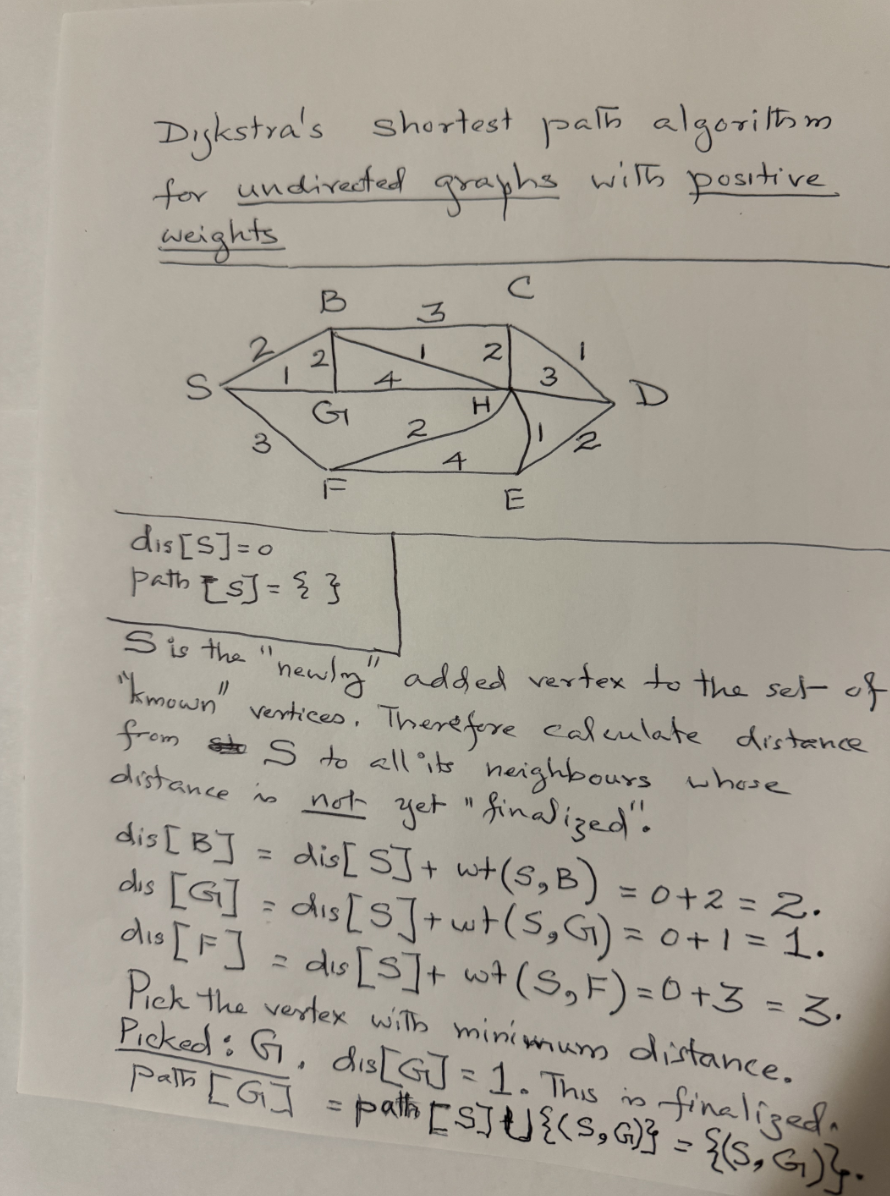 Dijkstra's shortest path algorithm
for undirected graphs with positive
weights
B 3 C
2 2 1 2 1
S 1 4 3 D
G H
3 2 1 2
4
F E
dis[S]=0
path [S]={ }
S is the "newly" added vertex to the set of
"known" vertices. Therefore calculate distance
from S to all its neighbours whose
distance is not yet "finalized".
dis[B] = dis[S]+ wt(S,B) = 0+2 = 2.
dis [G] = dis[S]+wt(S,G) = 0+1 = 1.
dis[F] = dis[S]+ wt(S,F)=0+3 = 3.
Pick the vertex with minimum distance.
Picked: G. dis[G] = 1. This is finalized.
path [G] = path [S]∪{(S,G)} = {(S,G)}.